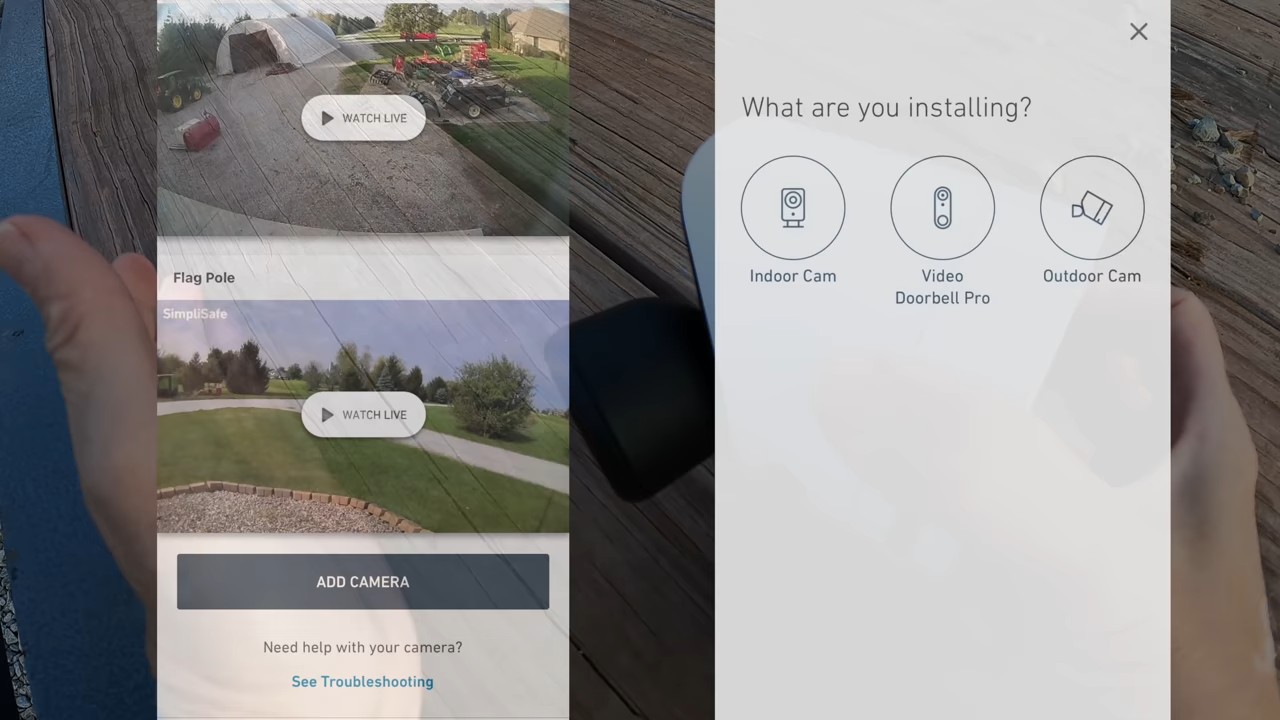 SimpliSafe
WATCH LIVE
Flag Pole
SimpliSafe
WATCH LIVE
ADD CAMERA
Need help with your camera?
See Troubleshooting
What are you installing?
Indoor Cam
Video
Doorbell Pro
Outdoor Cam